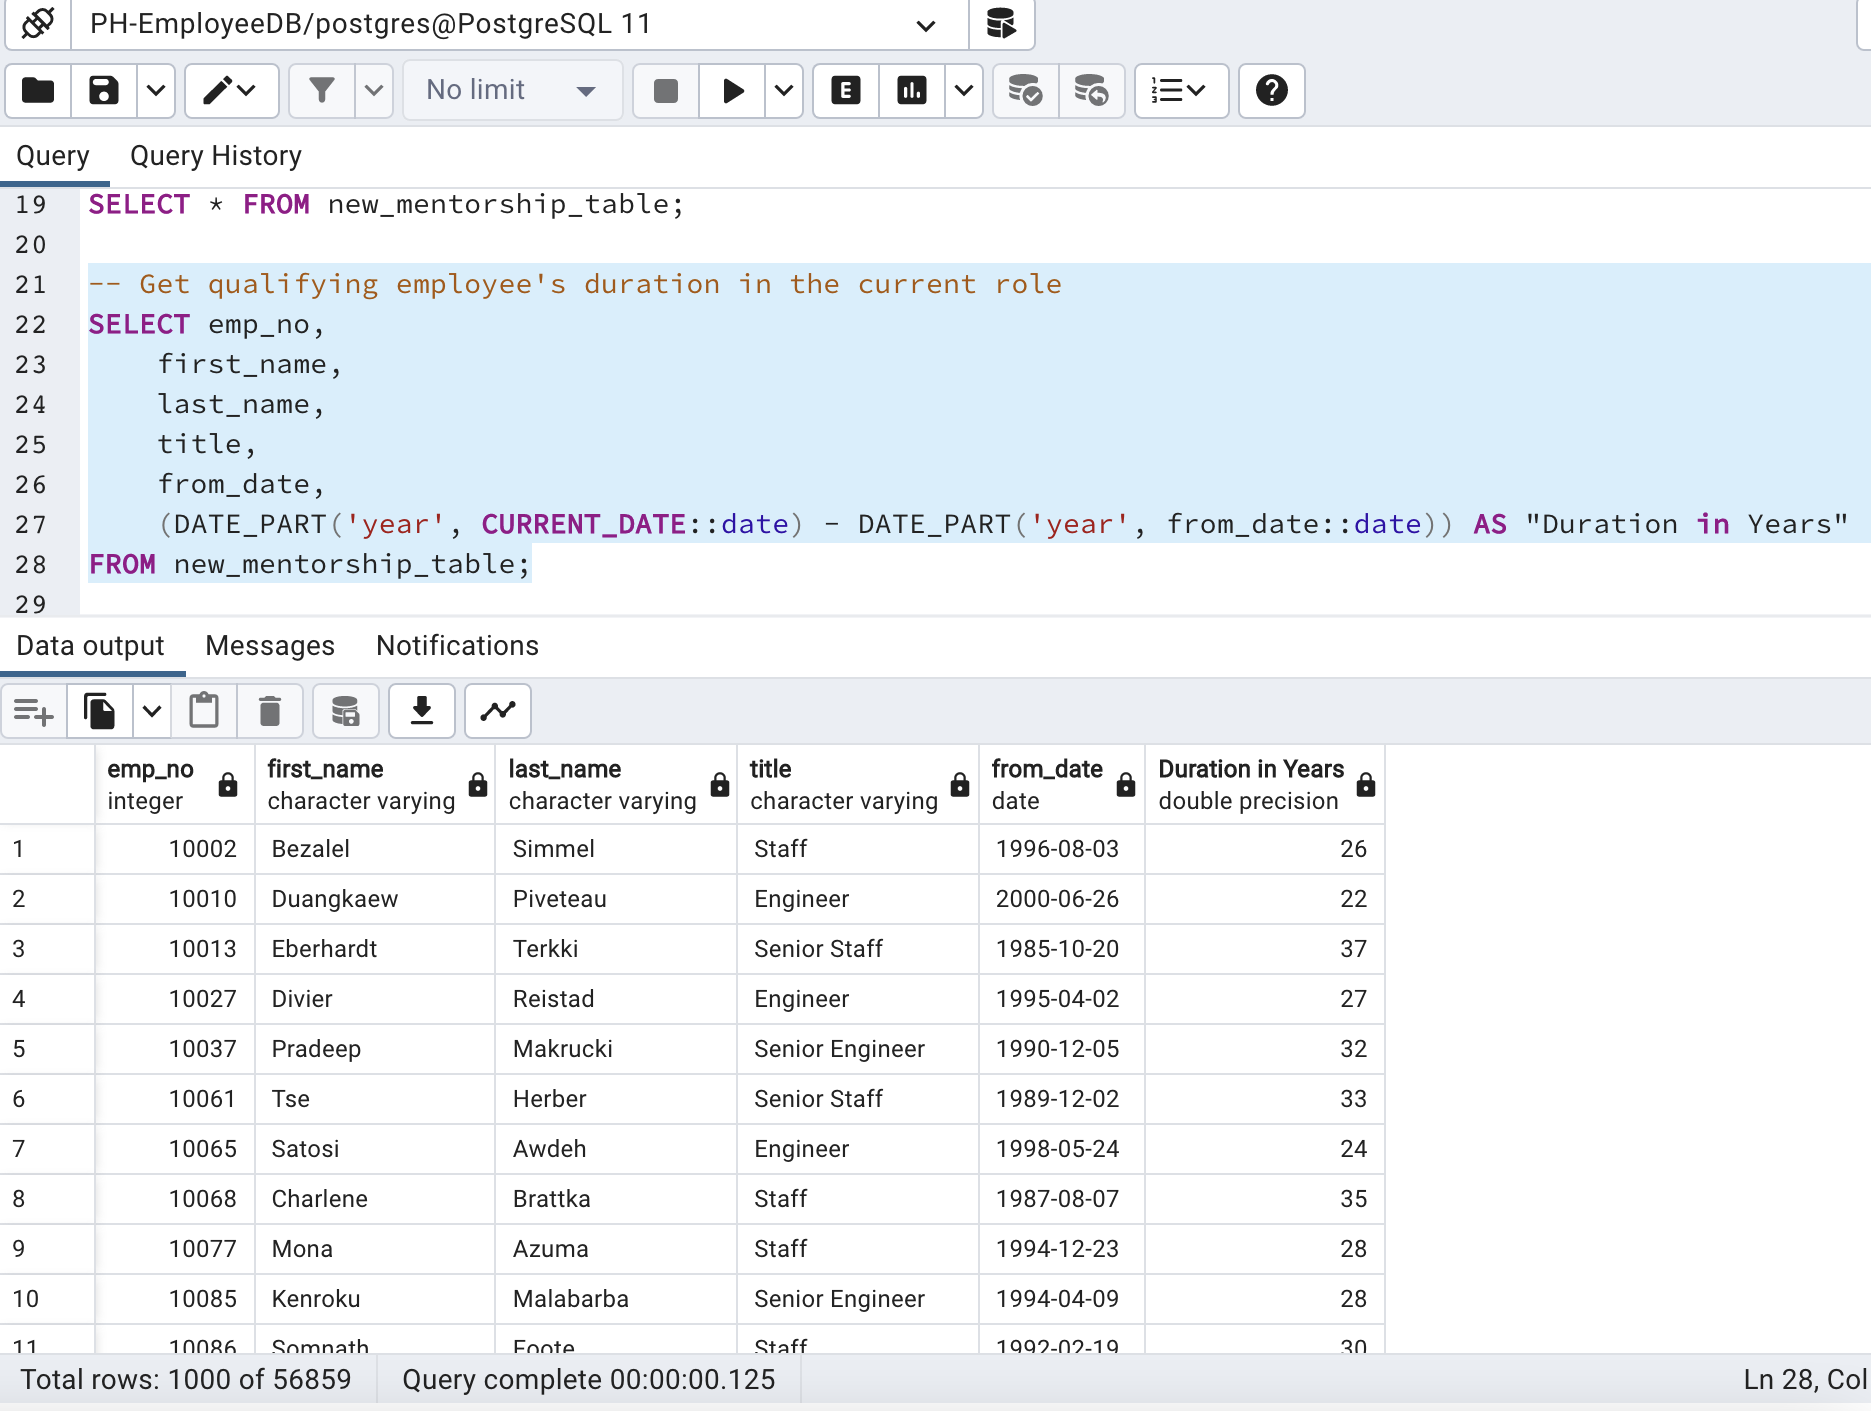 PH-EmployeeDB/postgres@PostgreSQL 11
No limit
E
Query Query History
19 SELECT * FROM new_mentorship_table;
20
21 -- Get qualifying employee's duration in the current role
22 SELECT emp_no,
23 first_name,
24 last_name,
25 title,
26 from_date,
27 (DATE_PART('year', CURRENT_DATE::date) - DATE_PART('year', from_date::date)) AS "Duration in Years"
28 FROM new_mentorship_table;
29
Data output Messages Notifications
emp_no first_name last_name title from_date Duration in Years
integer character varying character varying character varying date double precision
1 10002 Bezalel Simmel Staff 1996-08-03 26
2 10010 Duangkaew Piveteau Engineer 2000-06-26 22
3 10013 Eberhardt Terkki Senior Staff 1985-10-20 37
4 10027 Divier Reistad Engineer 1995-04-02 27
5 10037 Pradeep Makrucki Senior Engineer 1990-12-05 32
6 10061 Tse Herber Senior Staff 1989-12-02 33
7 10065 Satosi Awdeh Engineer 1998-05-24 24
8 10068 Charlene Brattka Staff 1987-08-07 35
9 10077 Mona Azuma Staff 1994-12-23 28
10 10085 Kenroku Malabarba Senior Engineer 1994-04-09 28
11 10086 Somnath Foote Staff 1992-02-19 30
Total rows: 1000 of 56859 Query complete 00:00:00.125 Ln 28, Col